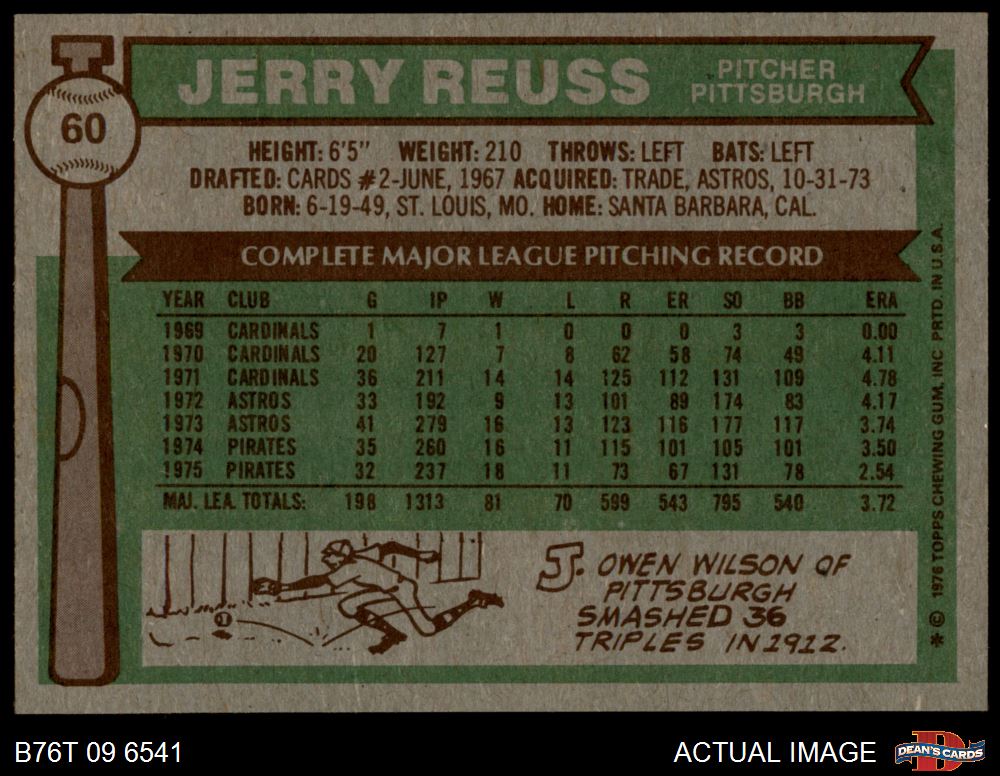 60
JERRY REUSS
PITCHER
PITTSBURGH
HEIGHT: 6'5" WEIGHT: 210 THROWS: LEFT BATS: LEFT
DRAFTED: CARDS #2-JUNE, 1967 ACQUIRED: TRADE, ASTROS, 10-31-73
BORN: 6-19-49, ST. LOUIS, MO. HOME: SANTA BARBARA, CAL.
COMPLETE MAJOR LEAGUE PITCHING RECORD
YEAR CLUB G IP W L R ER SO BB ERA
1969 CARDINALS 1 7 1 0 0 0 3 3 0.00
1970 CARDINALS 20 127 7 8 62 58 74 49 4.11
1971 CARDINALS 36 211 14 14 125 112 131 109 4.78
1972 ASTROS 33 192 9 13 101 89 174 83 4.17
1973 ASTROS 41 279 16 13 123 116 177 117 3.74
1974 PIRATES 35 260 16 11 115 101 105 101 3.50
1975 PIRATES 32 237 18 11 73 67 131 78 2.54
MAJ. LEA. TOTALS: 198 1313 81 70 599 543 795 540 3.72
J. OWEN WILSON OF
PITTSBURGH
SMASHED 36
TRIPLES IN 1912.
* © 1976 TOPPS CHEWING GUM, INC PRTD. IN U.S.A.
B76T 09 6541
ACTUAL IMAGE
DEAN'S CARDS